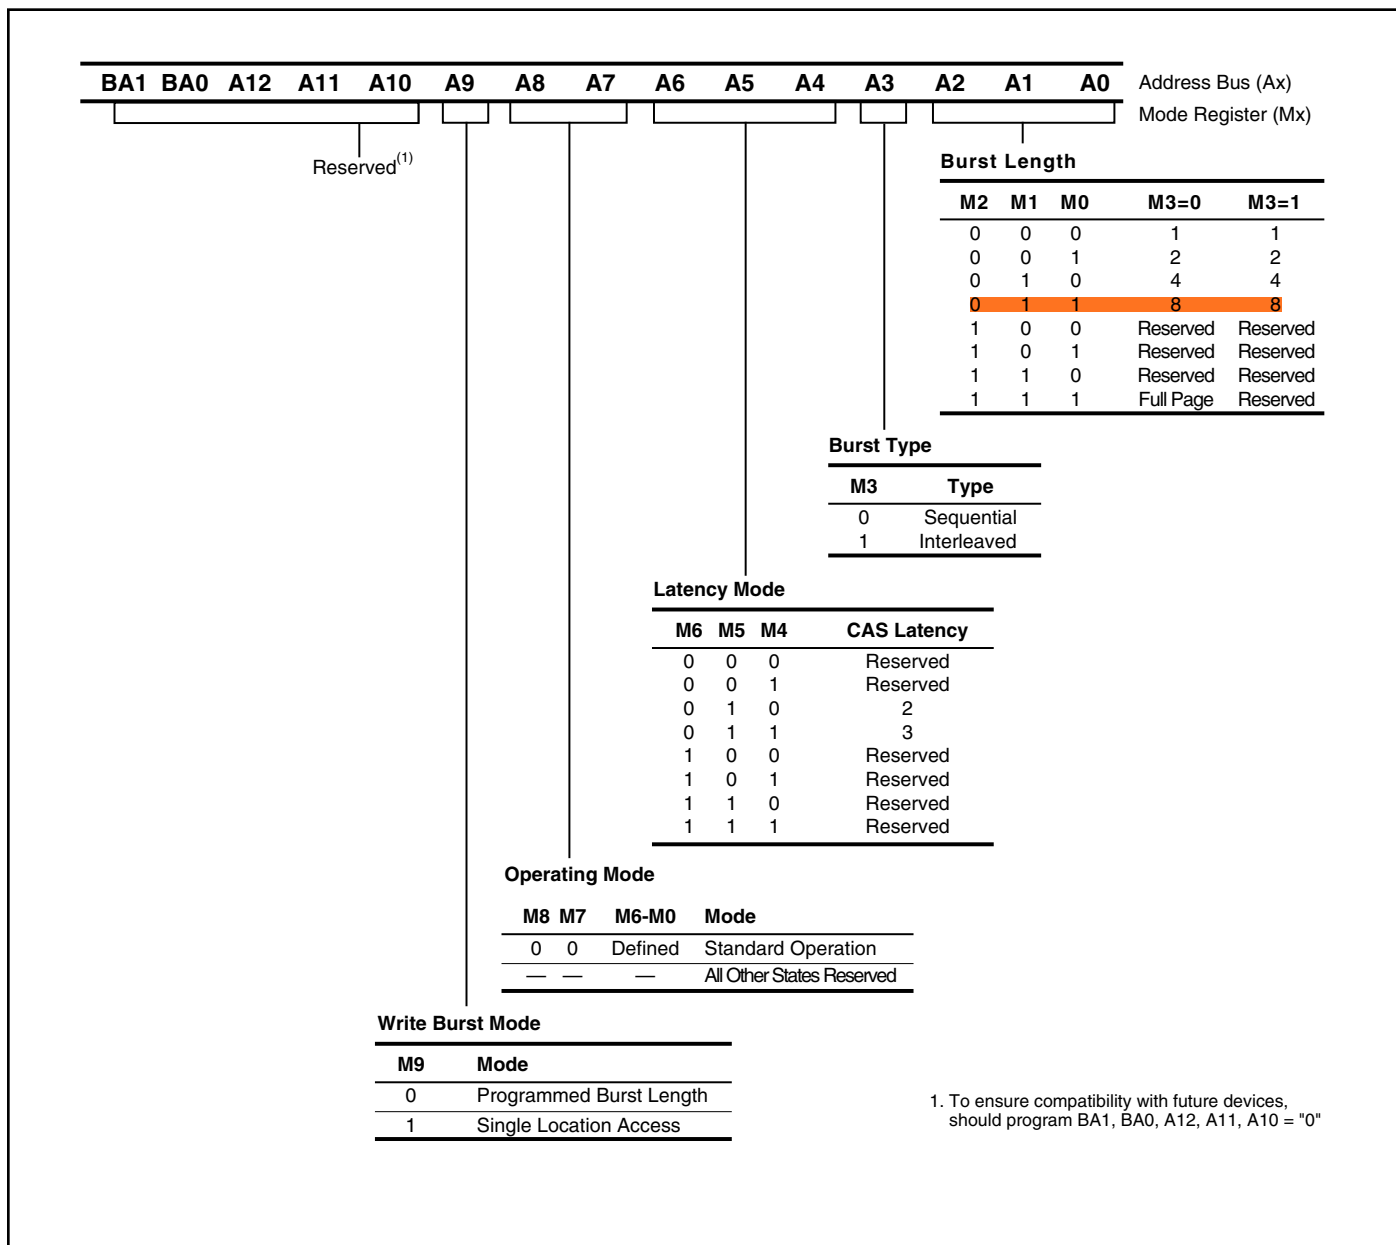 BA1 BA0 A12 A11 A10 A9 A8 A7 A6 A5 A4 A3 A2 A1 A0 Address Bus (Ax)
Mode Register (Mx)
Reserved(1)
Burst Length
M2 M1 M0 M3=0 M3=1
0 0 0 1 1
0 0 1 2 2
0 1 0 4 4
0 1 1 8 8
1 0 0 Reserved Reserved
1 0 1 Reserved Reserved
1 1 0 Reserved Reserved
1 1 1 Full Page Reserved
Burst Type
M3 Type
0 Sequential
1 Interleaved
Latency Mode
M6 M5 M4 CAS Latency
0 0 0 Reserved
0 0 1 Reserved
0 1 0 2
0 1 1 3
1 0 0 Reserved
1 0 1 Reserved
1 1 0 Reserved
1 1 1 Reserved
Operating Mode
M8 M7 M6-M0 Mode
0 0 Defined Standard Operation
— — — All Other States Reserved
Write Burst Mode
M9 Mode
0 Programmed Burst Length
1 Single Location Access
1. To ensure compatibility with future devices,
should program BA1, BA0, A12, A11, A10 = "0"